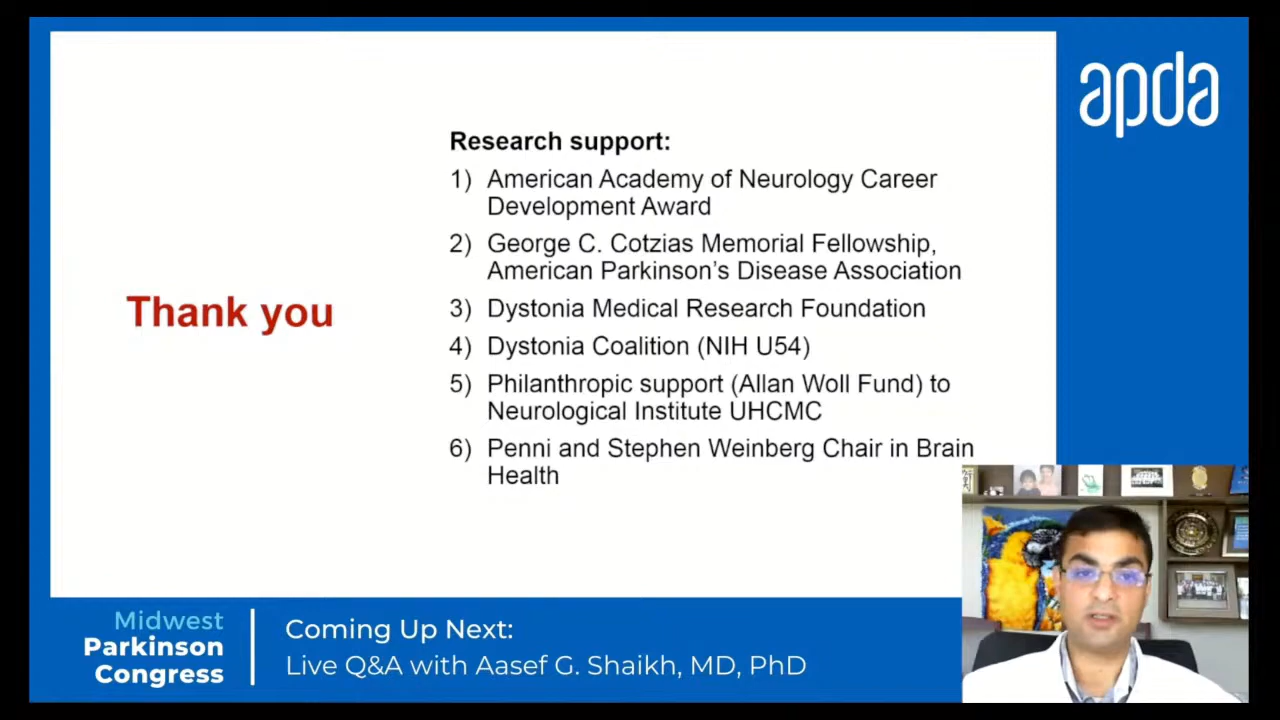 apda
Research support:
1) American Academy of Neurology Career
Development Award
2) George C. Cotzias Memorial Fellowship,
American Parkinson’s Disease Association
3) Dystonia Medical Research Foundation
4) Dystonia Coalition (NIH U54)
5) Philanthropic support (Allan Woll Fund) to
Neurological Institute UHCMC
6) Penni and Stephen Weinberg Chair in Brain
Health
Thank you
Midwest
Parkinson
Congress
Coming Up Next:
Live Q&A with Aasef G. Shaikh, MD, PhD